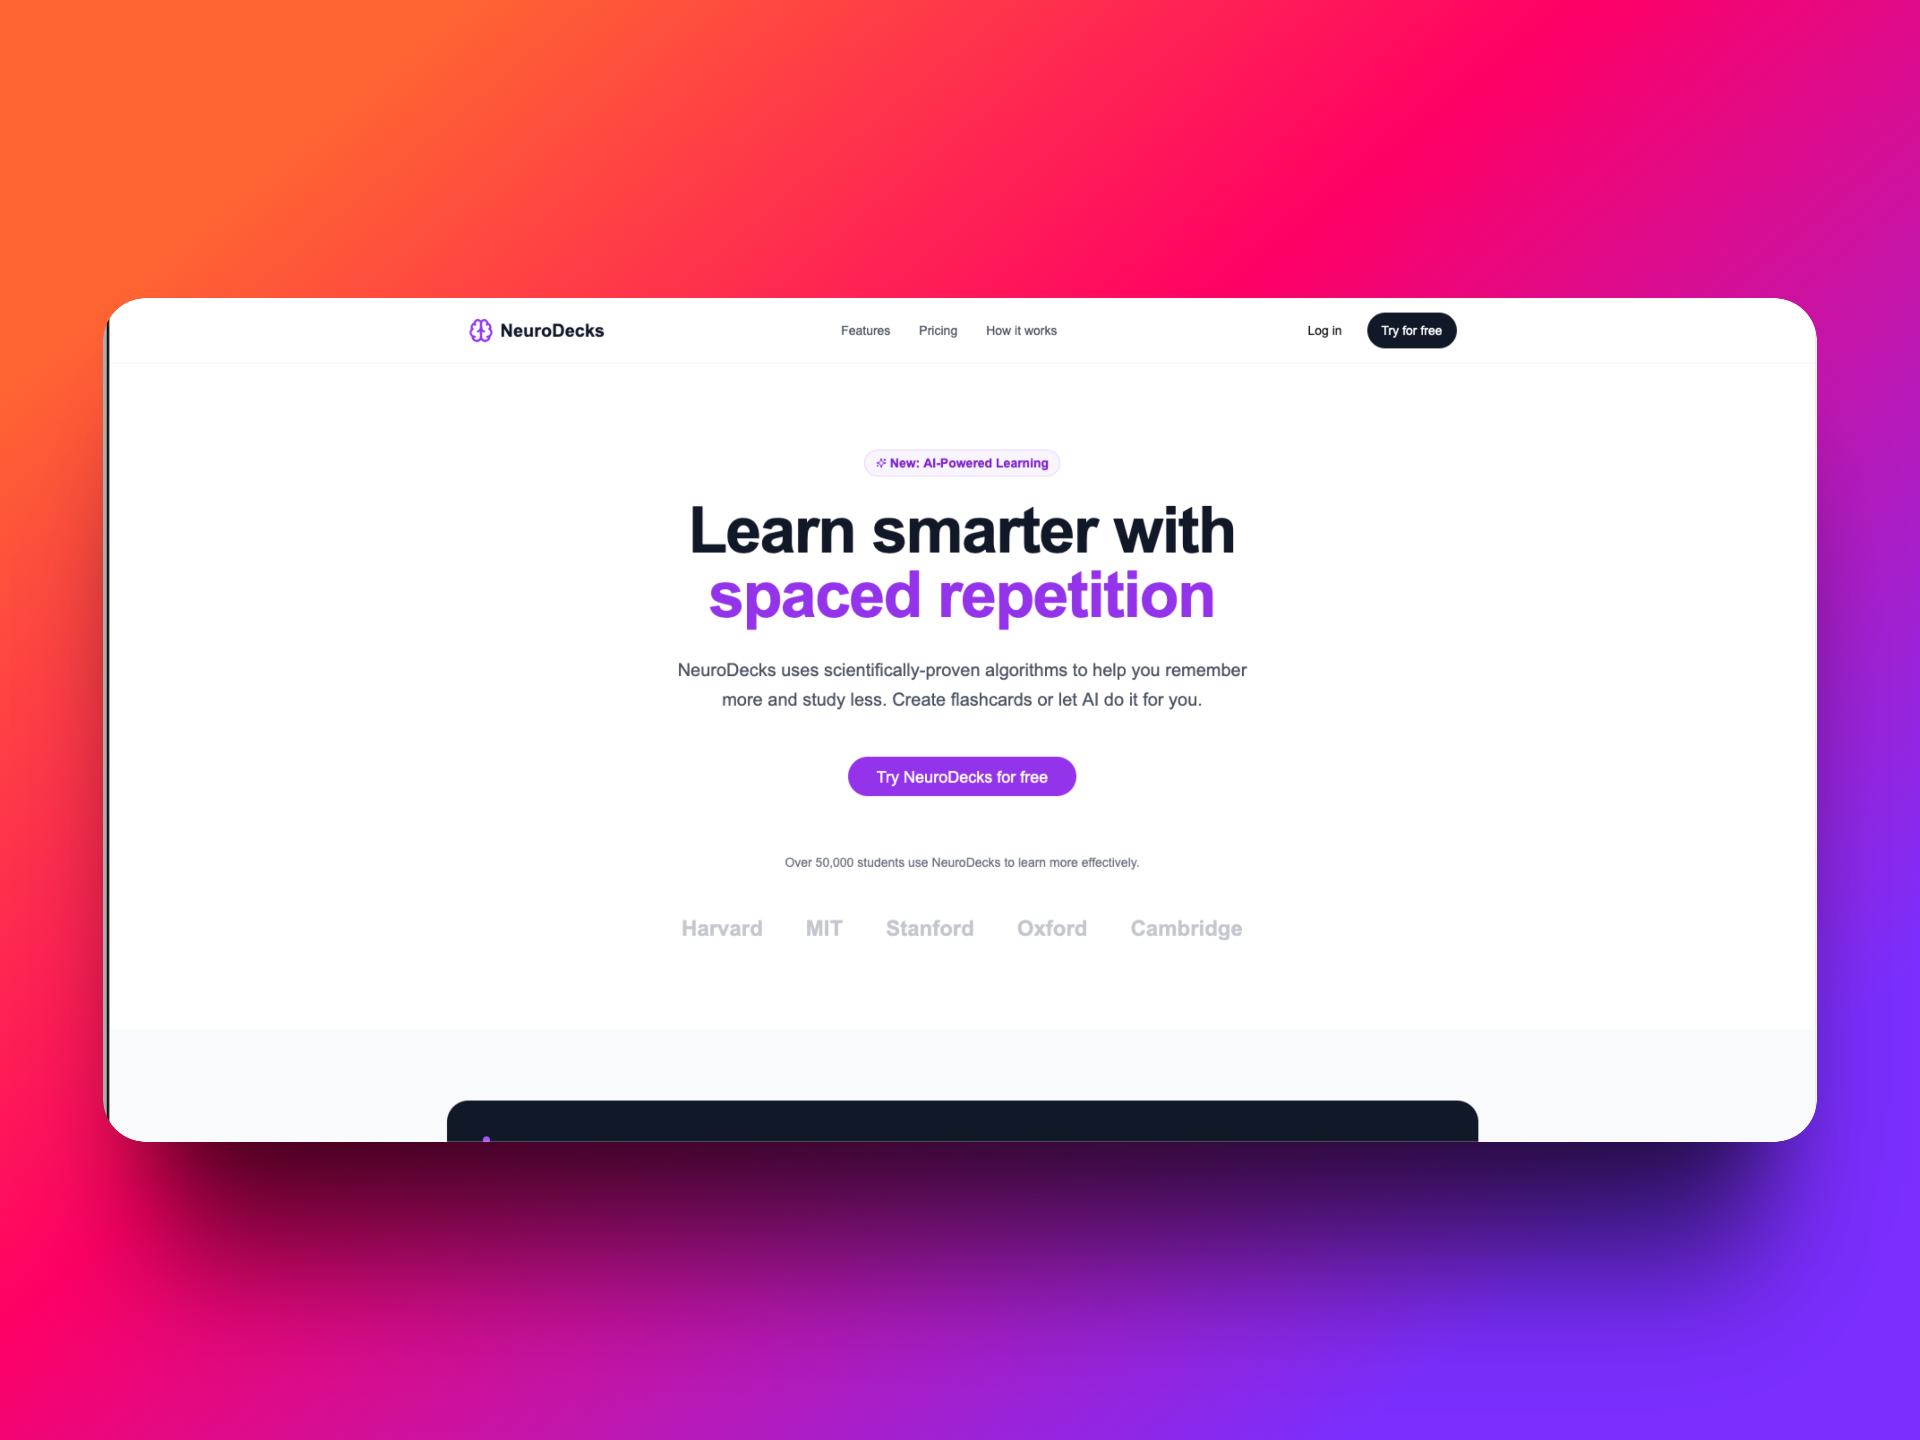 NeuroDecks
Features
Pricing
How it works
Log in
Try for free
New: AI-Powered Learning
Learn smarter with
spaced repetition
NeuroDecks uses scientifically-proven algorithms to help you remember
more and study less. Create flashcards or let AI do it for you.
Try NeuroDecks for free
Over 50,000 students use NeuroDecks to learn more effectively.
Harvard
MIT
Stanford
Oxford
Cambridge